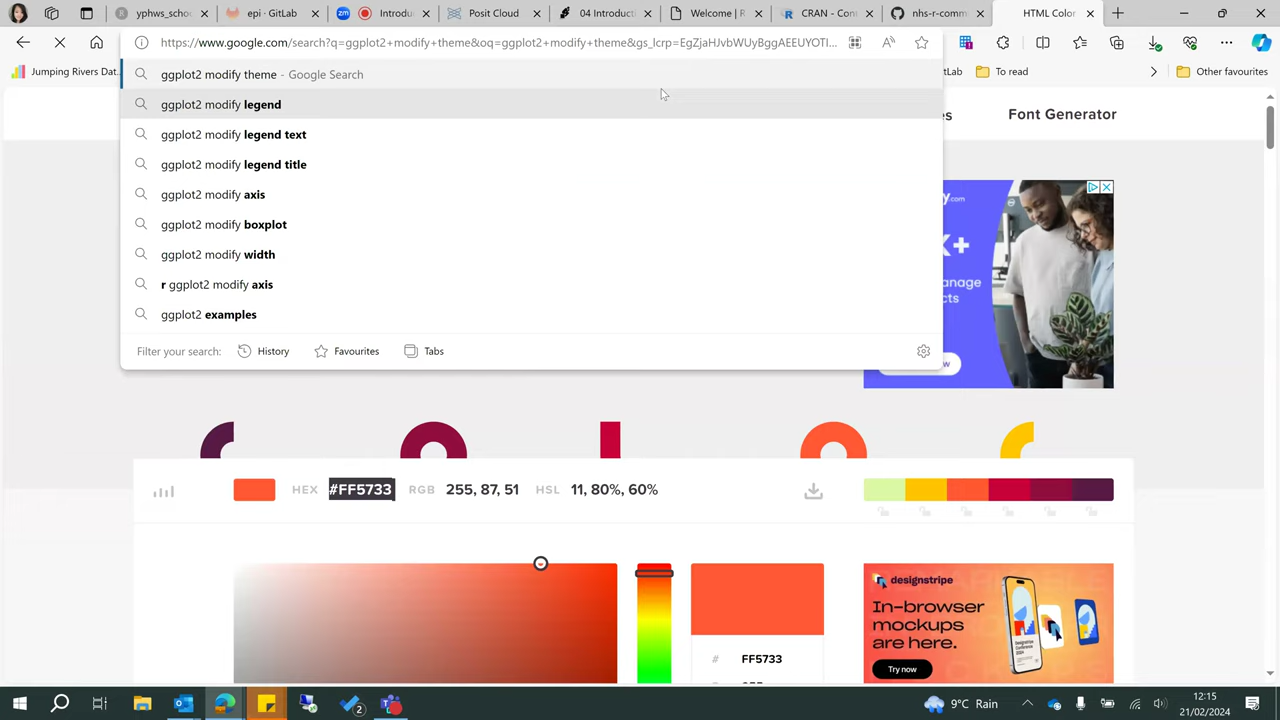 yphws_scho
epi · GitLab
Introdu
Posit Cloud
04 Introducti
Welcome | R
CRAN - Con
nhs-r-comm
HTML Color
https://www.google.com/search?q=ggplot2+modify+theme&oq=ggplot2+modify+theme&gs_lcrp=EgZjaHJvbWUyBggAEEUYOTI...
Jumping Rivers Dat...
Lab
To read
Other favourites
ggplot2 modify theme - Google Search
ggplot2 modify legend
ggplot2 modify legend text
ggplot2 modify legend title
ggplot2 modify axis
ggplot2 modify boxplot
ggplot2 modify width
r ggplot2 modify axis
ggplot2 examples
Filter your search:
History
Favourites
Tabs
es
Font Generator
y.com
X+
anage
cts
w
HEX #FF5733 RGB 255, 87, 51 HSL 11, 80%, 60%
# FF5733
designstripe
In-browser
mockups
are here.
Try now
9°C Rain
12:15
21/02/2024